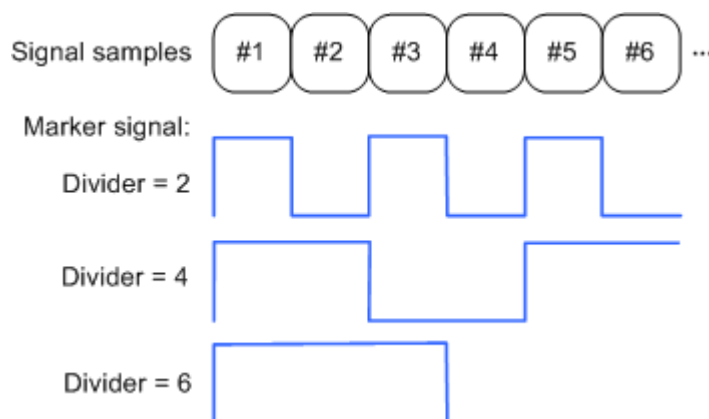 Signal samples #1 #2 #3 #4 #5 #6 ...
Marker signal:
Divider = 2
Divider = 4
Divider = 6